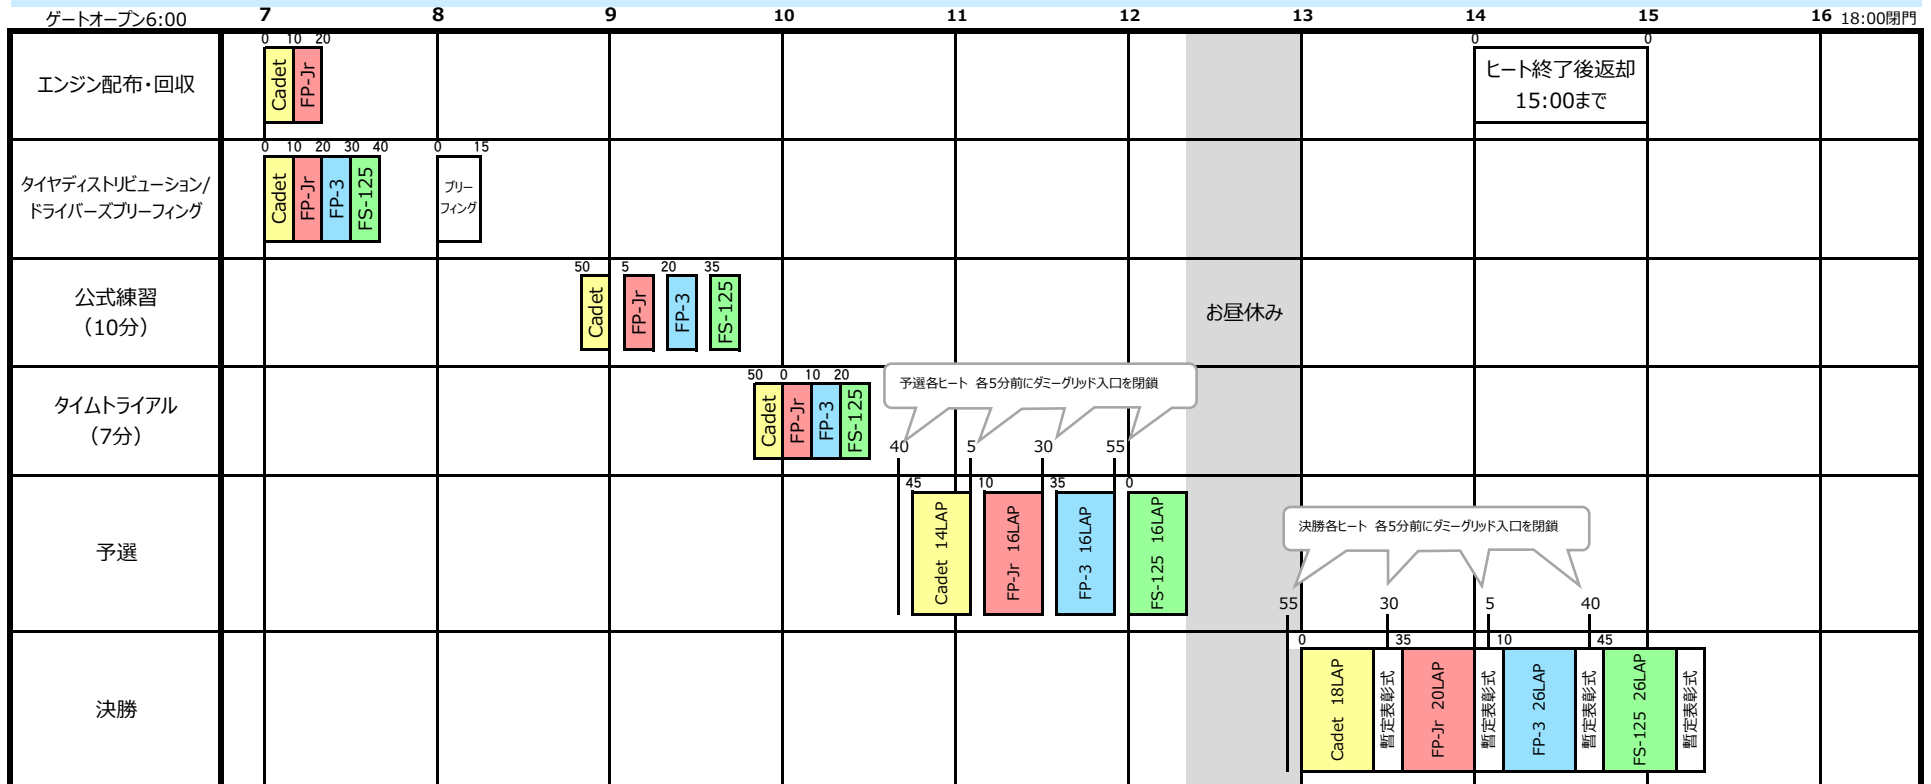 ゲートオープン6:00 7 8 9 10 11 12 13 14 15 16 18:00閉門
エンジン配布・回収
0 10 20
Cadet
FP-Jr
0 0
ヒート終了後返却
15:00まで
タイヤディストリビューション/
ドライバーズブリーフィング
0 10 20 30 40
Cadet
FP-Jr
FP-3
FS-125
0 15
ブリー
フィング
公式練習
（10分）
50 5 20 35
Cadet
FP-Jr
FP-3
FS-125
お昼休み
タイムトライアル
（7分）
50 0 10 20
Cadet
FP-Jr
FP-3
FS-125
予選各ヒート 各5分前にダミーグリッド入口を閉鎖
40 5 30 55
予選
45 10 35 0
Cadet 14LAP
FP-Jr 16LAP
FP-3 16LAP
FS-125 16LAP
決勝各ヒート 各5分前にダミーグリッド入口を閉鎖
55 30 5 40
決勝
0 35 10 45
Cadet 18LAP
暫定表彰式
FP-Jr 20LAP
暫定表彰式
FP-3 26LAP
暫定表彰式
FS-125 26LAP
暫定表彰式